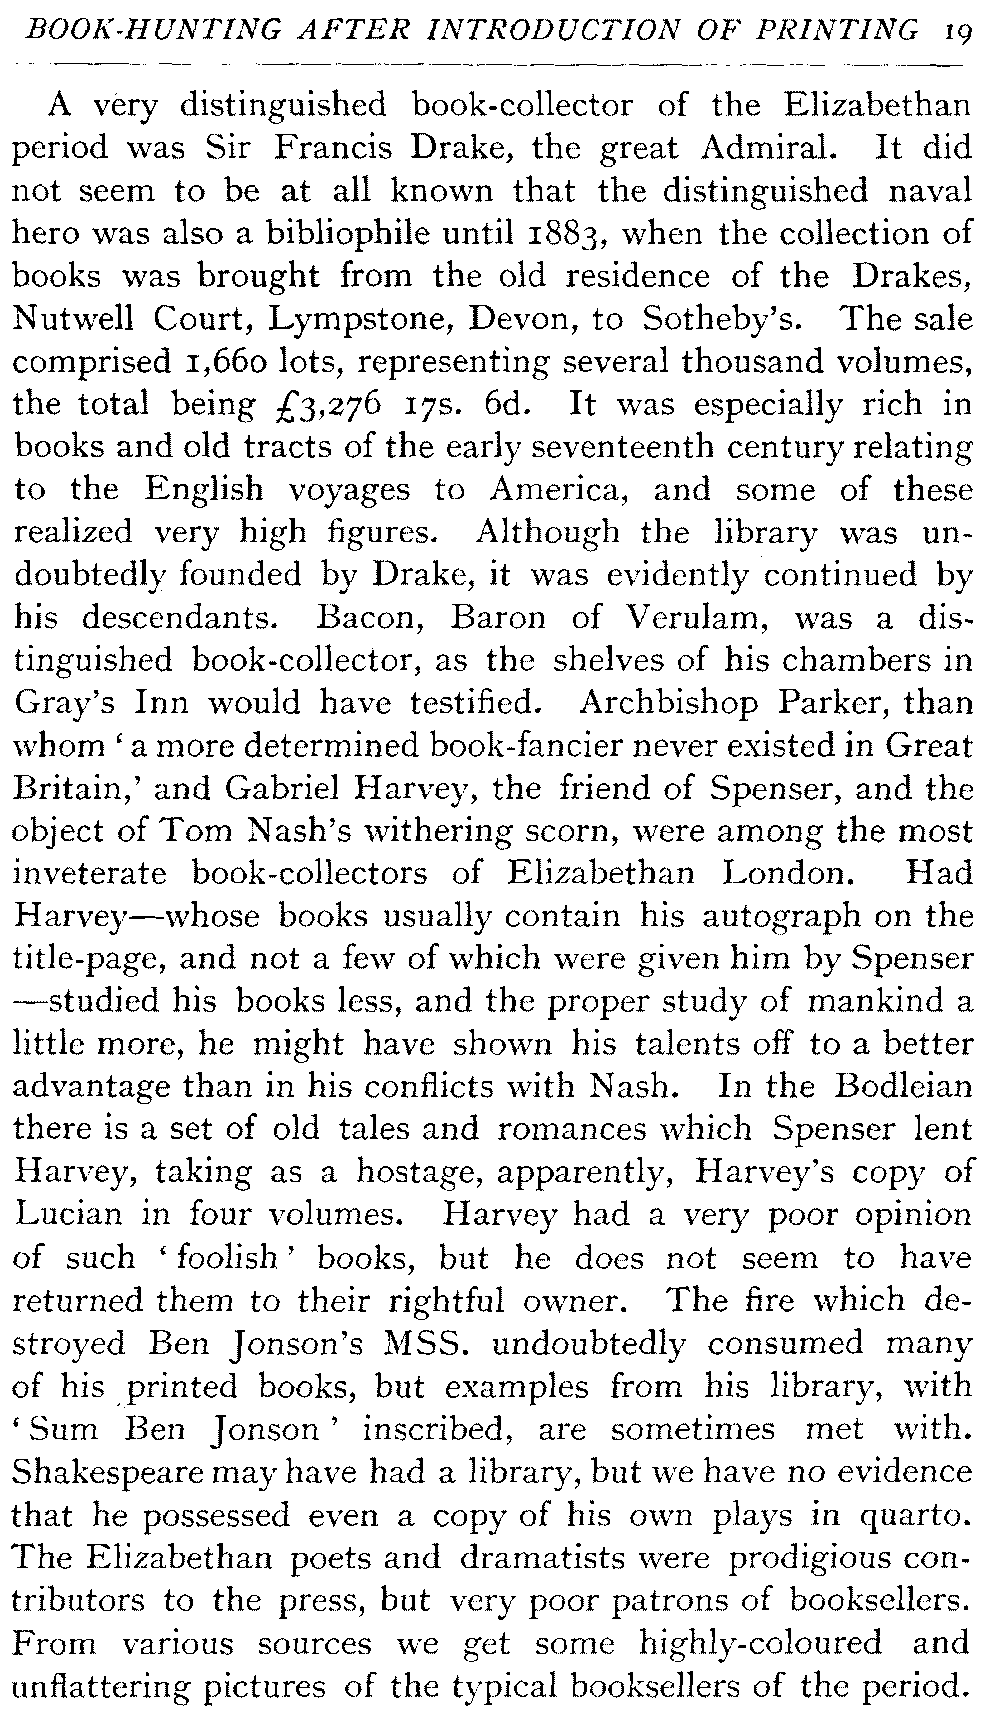 BOOK-HUNTING AFTER INTRODUCTION OF PRINTING 19
A very distinguished book-collector of the Elizabethan
period was Sir Francis Drake, the great Admiral. It did
not seem to be at all known that the distinguished naval
hero was also a bibliophile until 1883, when the collection of
books was brought from the old residence of the Drakes,
Nutwell Court, Lympstone, Devon, to Sotheby's. The sale
comprised 1,660 lots, representing several thousand volumes,
the total being £3,276 17s. 6d. It was especially rich in
books and old tracts of the early seventeenth century relating
to the English voyages to America, and some of these
realized very high figures. Although the library was un-
doubtedly founded by Drake, it was evidently continued by
his descendants. Bacon, Baron of Verulam, was a dis-
tinguished book-collector, as the shelves of his chambers in
Gray's Inn would have testified. Archbishop Parker, than
whom ‘a more determined book-fancier never existed in Great
Britain,’ and Gabriel Harvey, the friend of Spenser, and the
object of Tom Nash's withering scorn, were among the most
inveterate book-collectors of Elizabethan London. Had
Harvey—whose books usually contain his autograph on the
title-page, and not a few of which were given him by Spenser
—studied his books less, and the proper study of mankind a
little more, he might have shown his talents off to a better
advantage than in his conflicts with Nash. In the Bodleian
there is a set of old tales and romances which Spenser lent
Harvey, taking as a hostage, apparently, Harvey's copy of
Lucian in four volumes. Harvey had a very poor opinion
of such ‘foolish’ books, but he does not seem to have
returned them to their rightful owner. The fire which de-
stroyed Ben Jonson's MSS. undoubtedly consumed many
of his printed books, but examples from his library, with
‘Sum Ben Jonson’ inscribed, are sometimes met with.
Shakespeare may have had a library, but we have no evidence
that he possessed even a copy of his own plays in quarto.
The Elizabethan poets and dramatists were prodigious con-
tributors to the press, but very poor patrons of booksellers.
From various sources we get some highly-coloured and
unflattering pictures of the typical booksellers of the period.